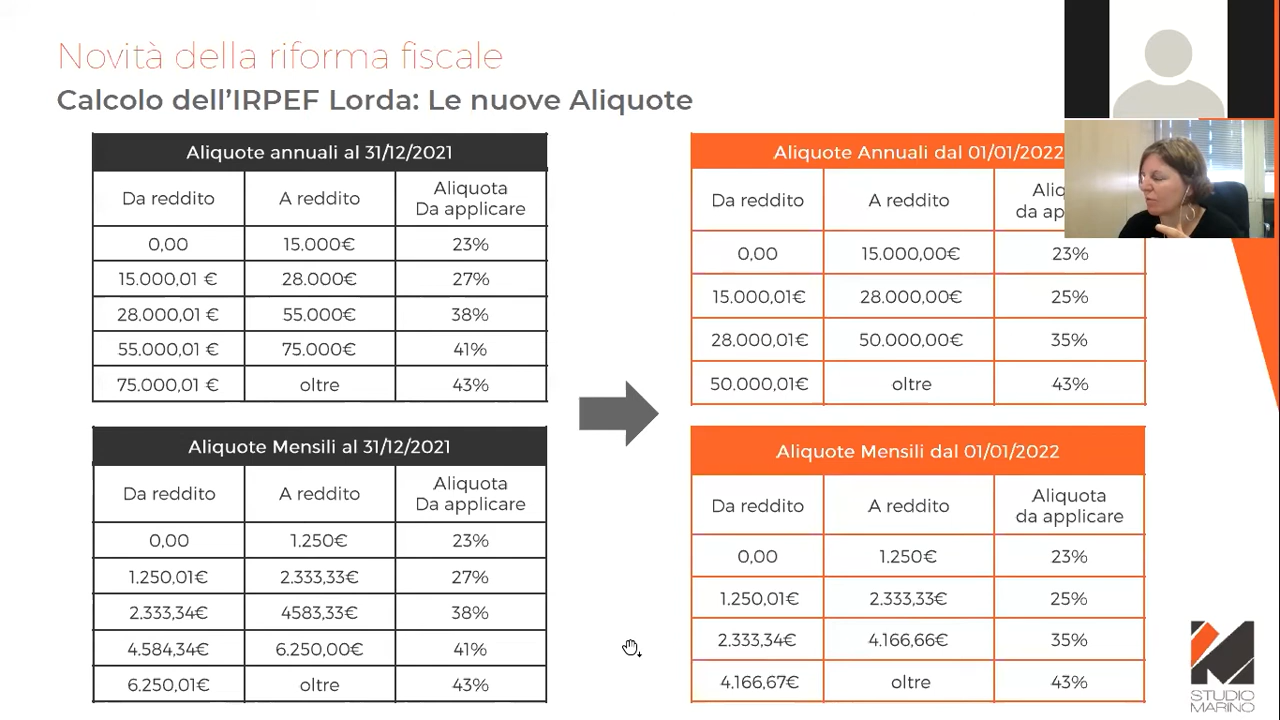 Novità della riforma fiscale
Calcolo dell’IRPEF Lorda: Le nuove Aliquote
Aliquote annuali al 31/12/2021
Da reddito A reddito Aliquota Da applicare
0,00 15.000€ 23%
15.000,01 € 28.000€ 27%
28.000,01 € 55.000€ 38%
55.000,01 € 75.000€ 41%
75.000,01 € oltre 43%
Aliquote Mensili al 31/12/2021
Da reddito A reddito Aliquota Da applicare
0,00 1.250€ 23%
1.250,01€ 2.333,33€ 27%
2.333,34€ 4583,33€ 38%
4.584,34€ 6.250,00€ 41%
6.250,01€ oltre 43%
Aliquote Annuali dal 01/01/2022
Da reddito A reddito da
0,00 15.000,00€ 23%
15.000,01€ 28.000,00€ 25%
28.000,01€ 50.000,00€ 35%
50.000,01€ oltre 43%
Aliquote Mensili dal 01/01/2022
Da reddito A reddito Aliquota da applicare
0,00 1.250€ 23%
1.250,01€ 2.333,33€ 25%
2.333,34€ 4.166,66€ 35%
4.166,67€ oltre 43%
STUDIO
MARINO